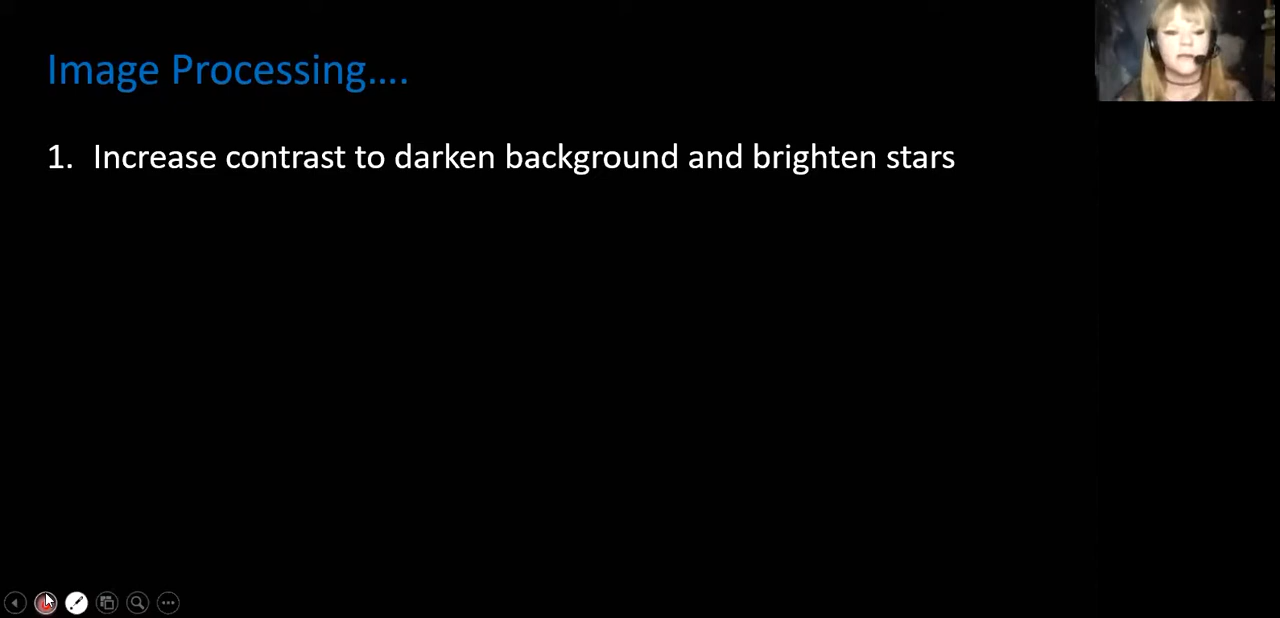 Image Processing....
1. Increase contrast to darken background and brighten stars